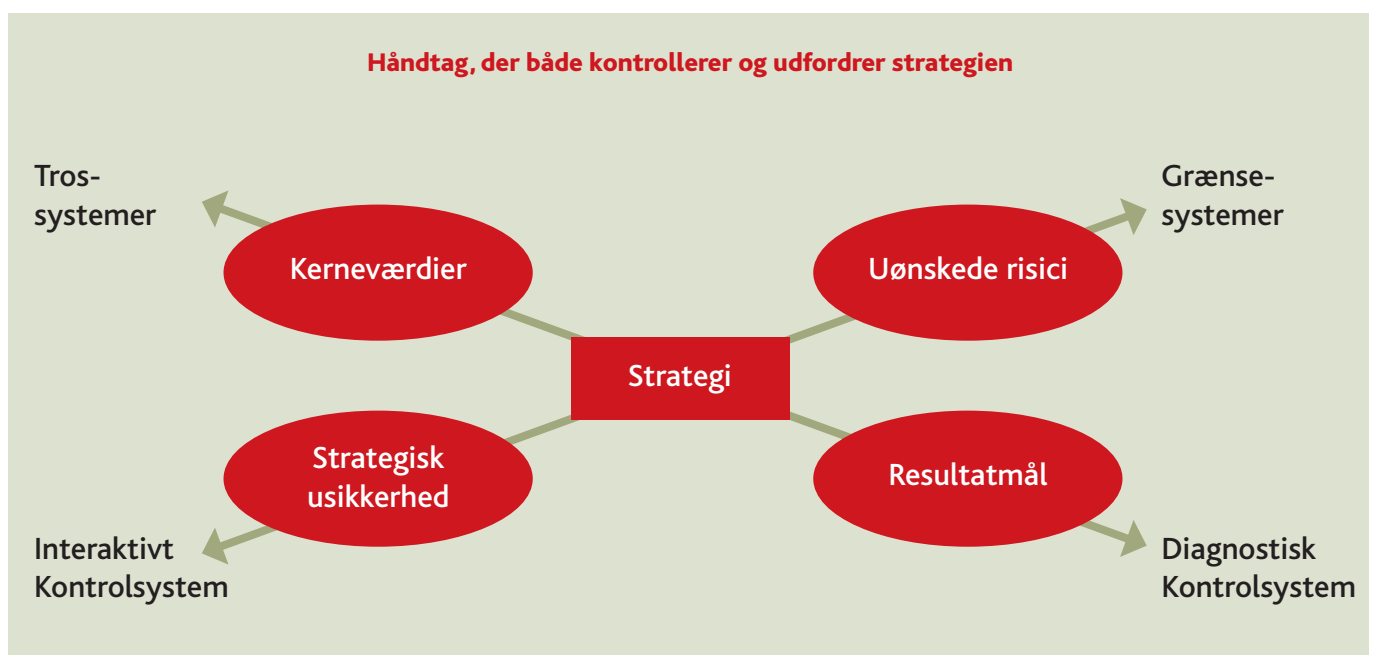 Håndtag, der både kontrollerer og udfordrer strategien
Tros-
systemer
Grænse-
systemer
Kerneværdier
Uønskede risici
Strategi
Strategisk
usikkerhed
Resultatmål
Interaktivt
Kontrolsystem
Diagnostisk
Kontrolsystem